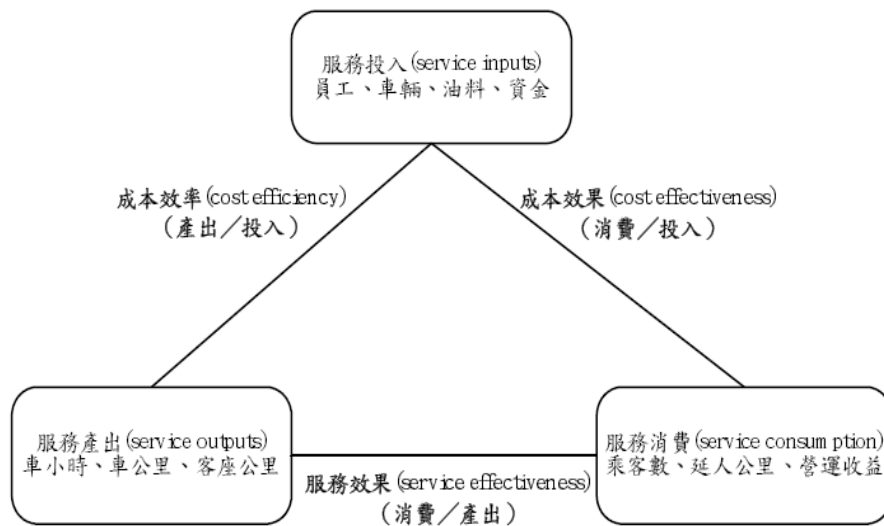 服務投入(service inputs)
員工、車輛、油料、資金
成本效率(cost efficiency)
（產出／投入）
成本效果(cost effectiveness)
（消費／投入）
服務產出(service outputs)
車小時、車公里、客座公里
服務消費(service consumption)
乘客數、延人公里、營運收益
服務效果(service effectiveness)
（消費／產出）